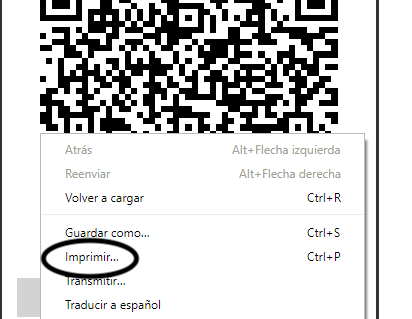 Atrás Alt+Flecha izquierda
Reenviar Alt+Flecha derecha
Volver a cargar Ctrl+R
Guardar como... Ctrl+S
Imprimir... Ctrl+P
Transmitir...
Traducir a español